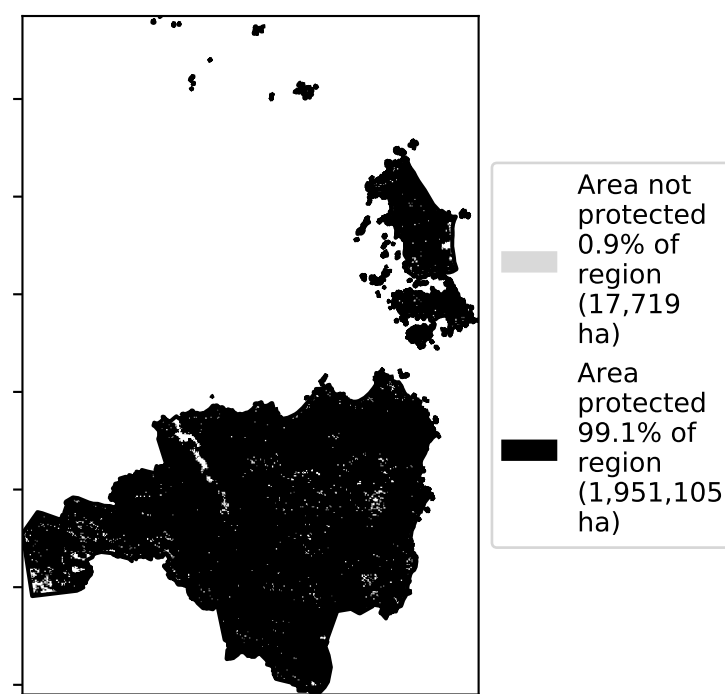 Area not
protected
0.9% of
region
(17,719
ha)
Area
protected
99.1% of
region
(1,951,105
ha)